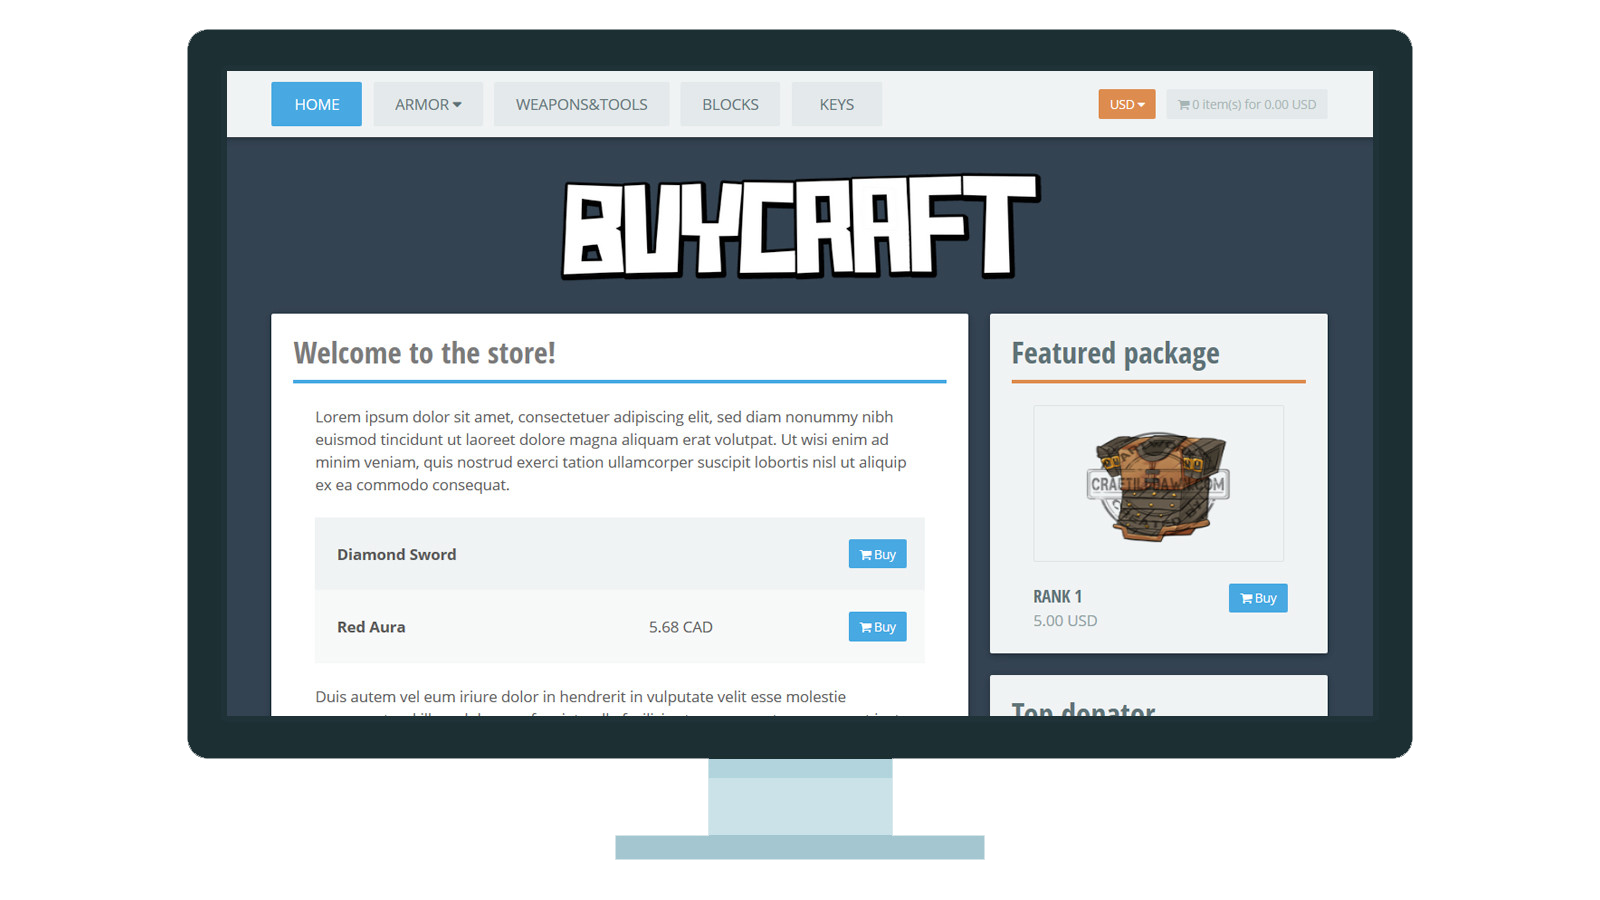 HOME ARMOR WEAPONS&TOOLS BLOCKS KEYS USD 0 item(s) for 0.00 USD
BUYCRAFT
Welcome to the store!
Lorem ipsum dolor sit amet, consectetuer adipiscing elit, sed diam nonummy nibh
euismod tincidunt ut laoreet dolore magna aliquam erat volutpat. Ut wisi enim ad
minim veniam, quis nostrud exerci tation ullamcorper suscipit lobortis nisl ut aliquip
ex ea commodo consequat.
Diamond Sword Buy
Red Aura 5.68 CAD Buy
Duis autem vel eum iriure dolor in hendrerit in vulputate velit esse molestie
Featured package
CRAFTILLDAWN.COM
RANK 1 Buy
5.00 USD
Top donator